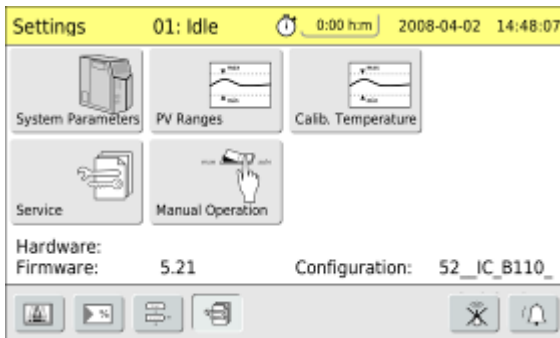 Settings 01: Idle 0:00 h:m 2008-04-02 14:48:07
System Parameters PV Ranges Calib. Temperature
Service Manual Operation
Hardware:
Firmware: 5.21 Configuration: 52__IC_B110_